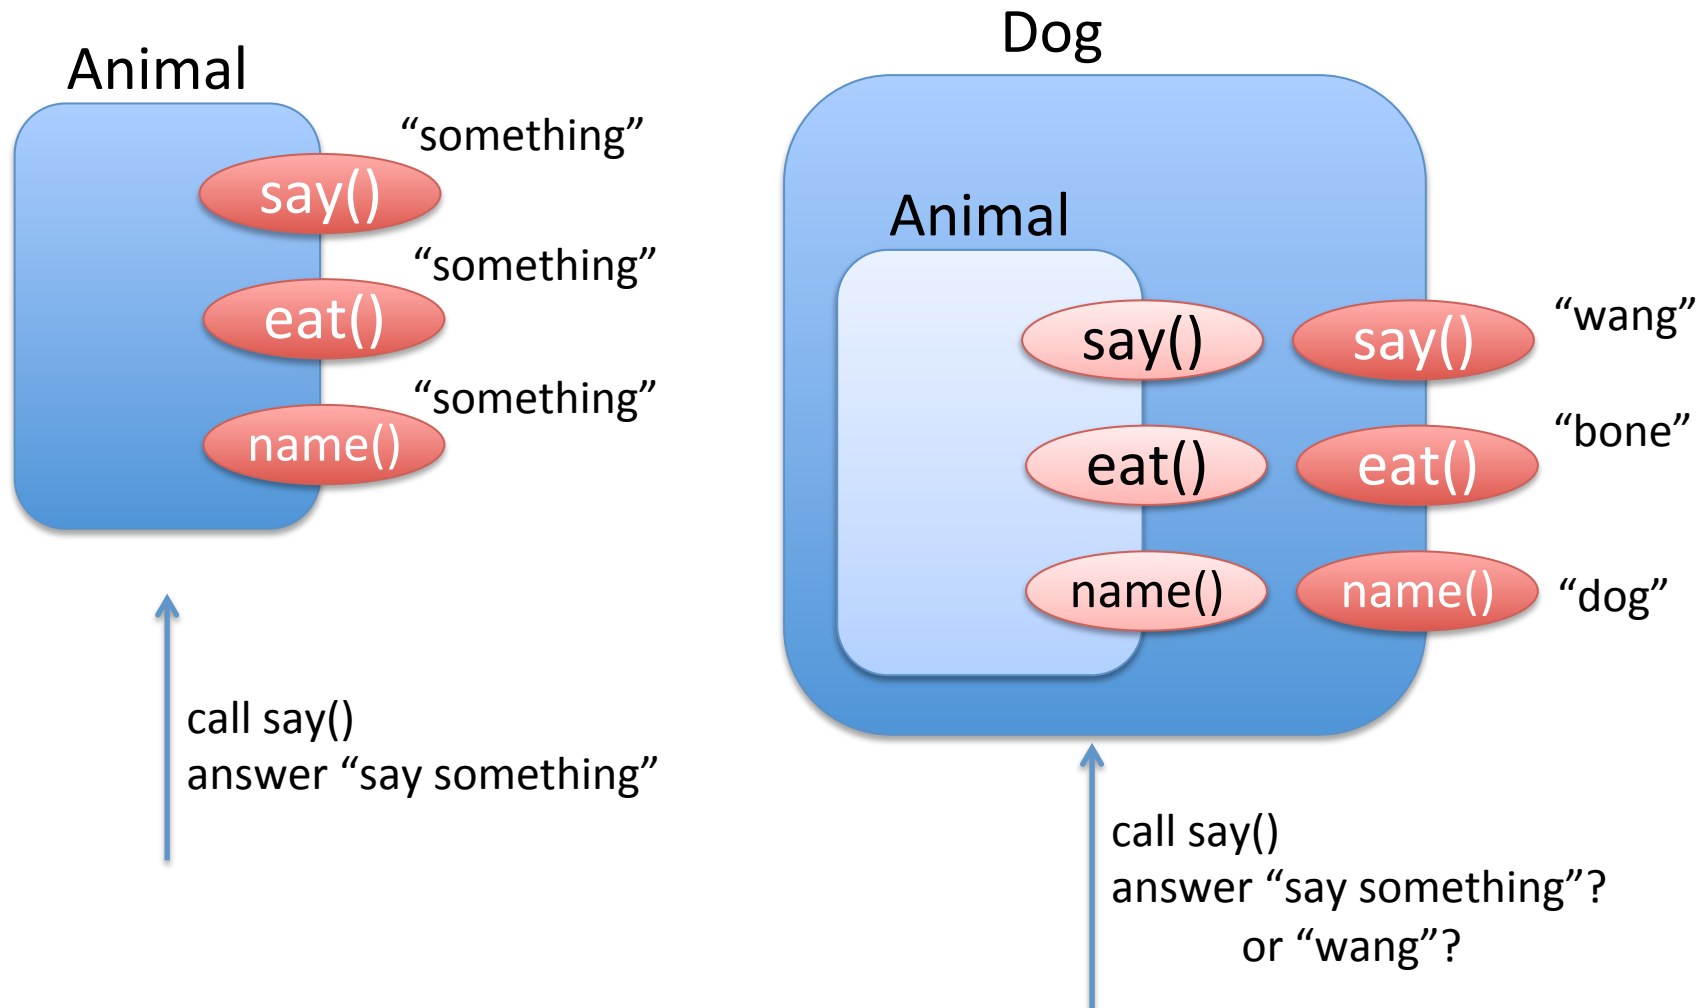 Animal
“something”
say()
“something”
eat()
“something”
name()
call say()
answer “say something”
Dog
Animal
say()
say()
“wang”
eat()
eat()
“bone”
name()
name()
“dog”
call say()
answer “say something”?
or “wang”?